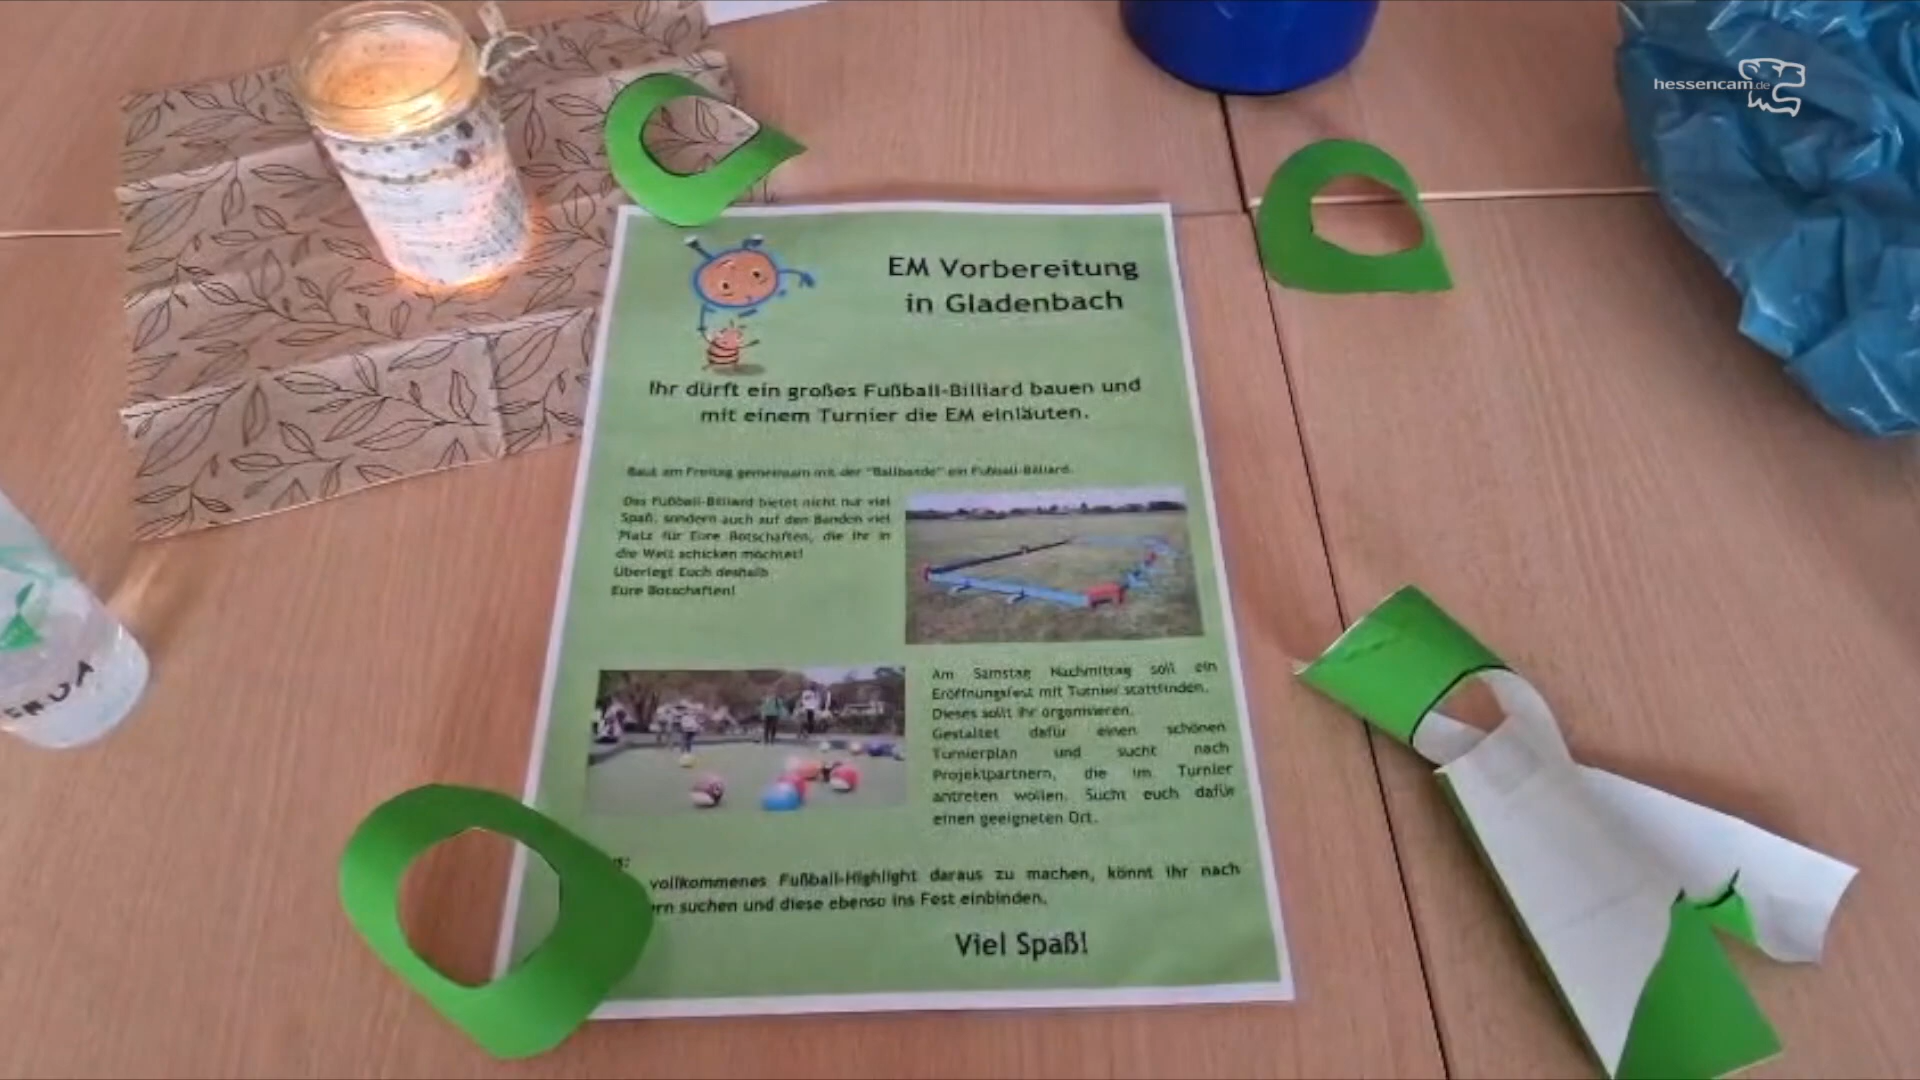 hessencam.de
EM Vorbereitung
in Gladenbach
Ihr dürft ein großes Fußball-Billiard bauen und
mit einem Turnier die EM einläuten.
Baut am Freitag gemeinsam mit der "Ballbande" ein Fußball-Billiard.
Das Fußball-Billiard bietet nicht nur viel
Spaß, sondern auch auf den Banden viel
Platz für Eure Botschaften, die ihr in
die Welt schicken möchtet!
Überlegt Euch deshalb
Eure Botschaften!
Am Samstag Nachmittag soll ein
Eröffnungsfest mit Turnier stattfinden.
Dieses sollt ihr organisieren.
Gestaltet dafür einen schönen
Turnierplan und sucht nach
Projektpartnern, die im Turnier
antreten wollen. Sucht euch dafür
einen geeigneten Ort.
vollkommenes Fußball-Highlight daraus zu machen, könnt ihr nach
suchen und diese ebenso ins Fest einbinden.
Viel Spaß!